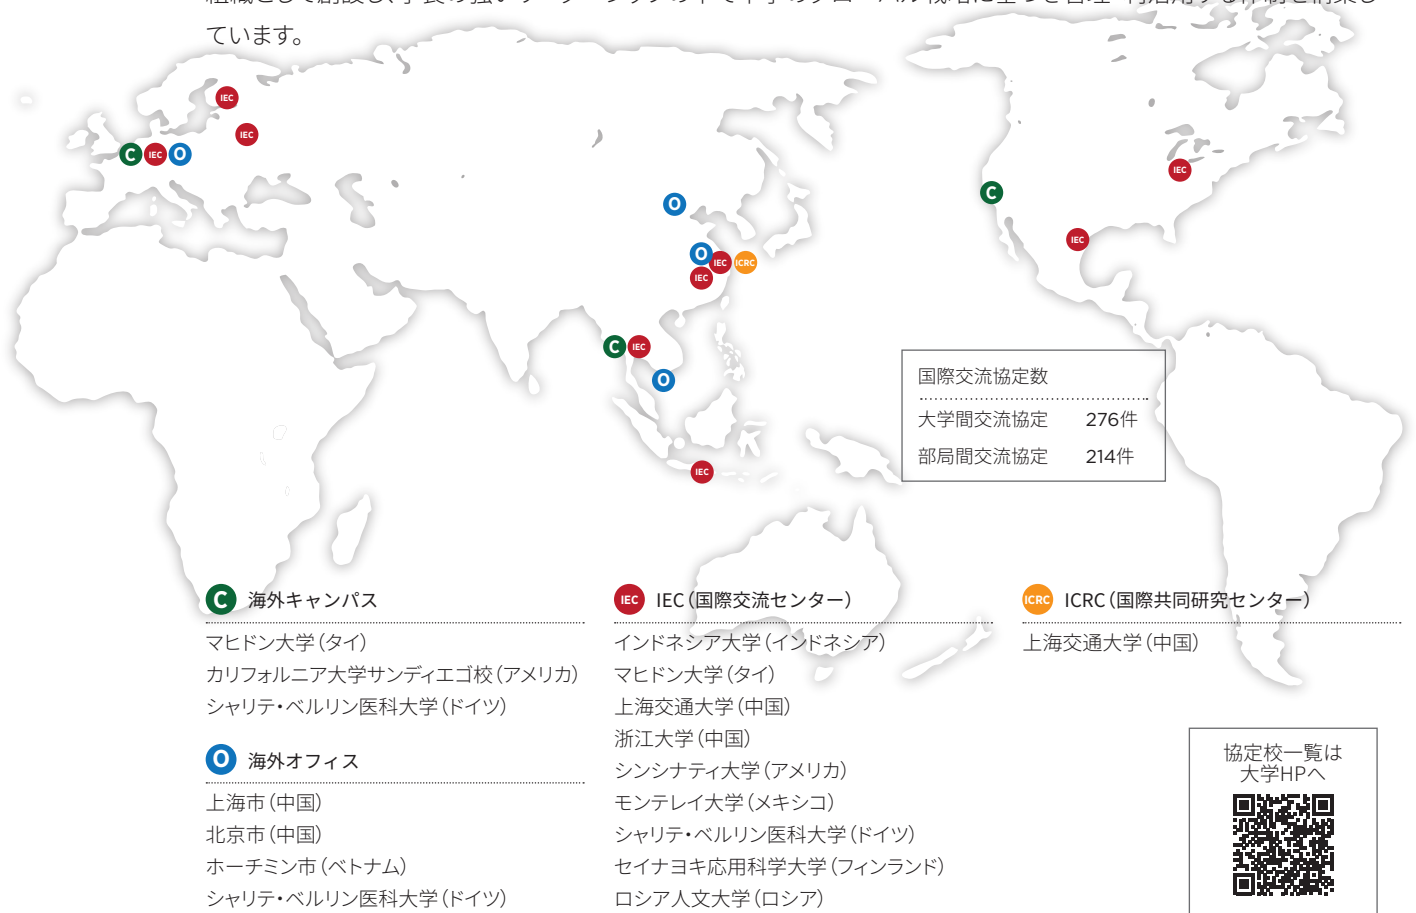 ています。
IEC
IEC
C IEC O
O
O IEC ICRC
IEC
C IEC
O
IEC
C
IEC
IEC
国際交流協定数
大学間交流協定 276件
部局間交流協定 214件
C 海外キャンパス
マヒドン大学（タイ）
カリフォルニア大学サンディエゴ校（アメリカ）
シャリテ・ベルリン医科大学（ドイツ）
O 海外オフィス
上海市（中国）
北京市（中国）
ホーチミン市（ベトナム）
シャリテ・ベルリン医科大学（ドイツ）
IEC IEC（国際交流センター）
インドネシア大学（インドネシア）
マヒドン大学（タイ）
上海交通大学（中国）
浙江大学（中国）
シンシナティ大学（アメリカ）
モンテレイ大学（メキシコ）
シャリテ・ベルリン医科大学（ドイツ）
セイナヨキ応用科学大学（フィンランド）
ロシア人文大学（ロシア）
ICRC ICRC（国際共同研究センター）
上海交通大学（中国）
協定校一覧は
大学HPへ